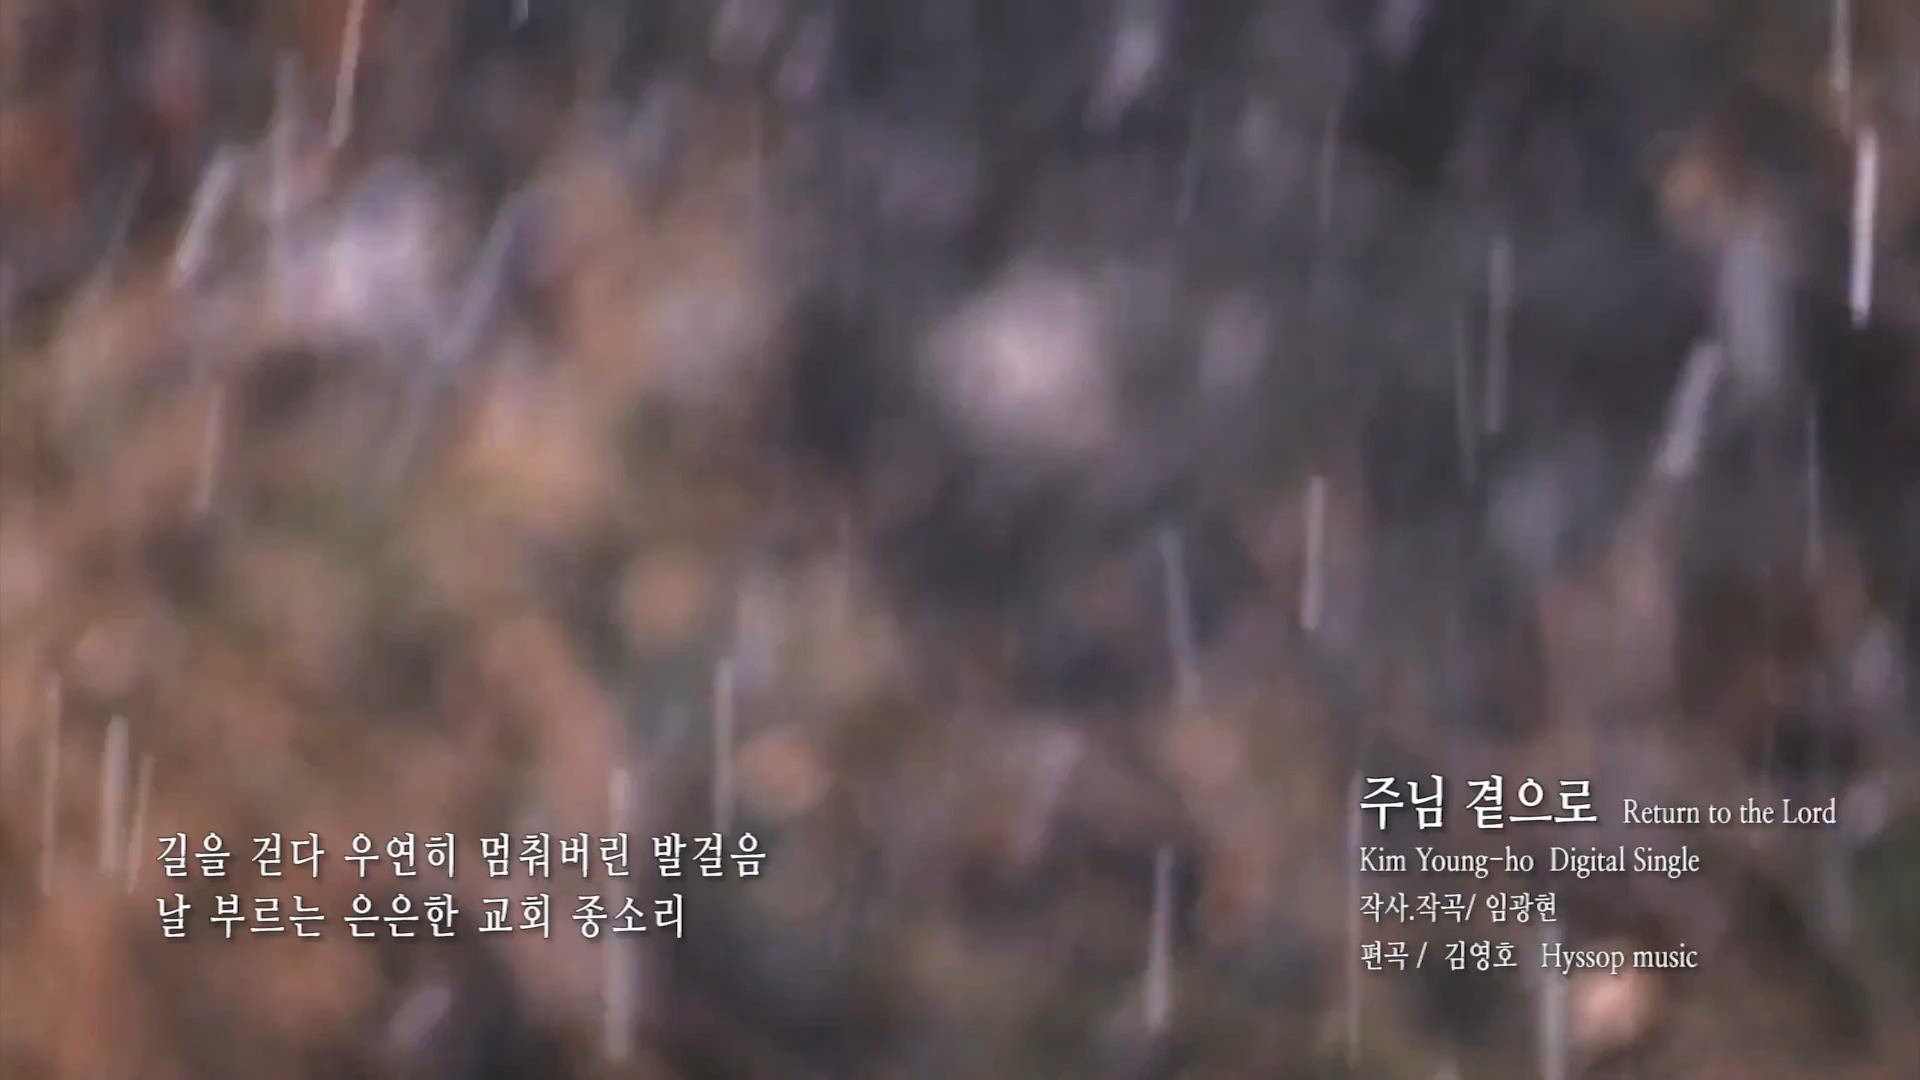 길을 걷다 우연히 멈춰버린 발걸음
날 부르는 은은한 교회 종소리
주님 곁으로 Return to the Lord
Kim Young-ho Digital Single
작사.작곡/ 임광현
편곡 / 김영호 Hyssop music